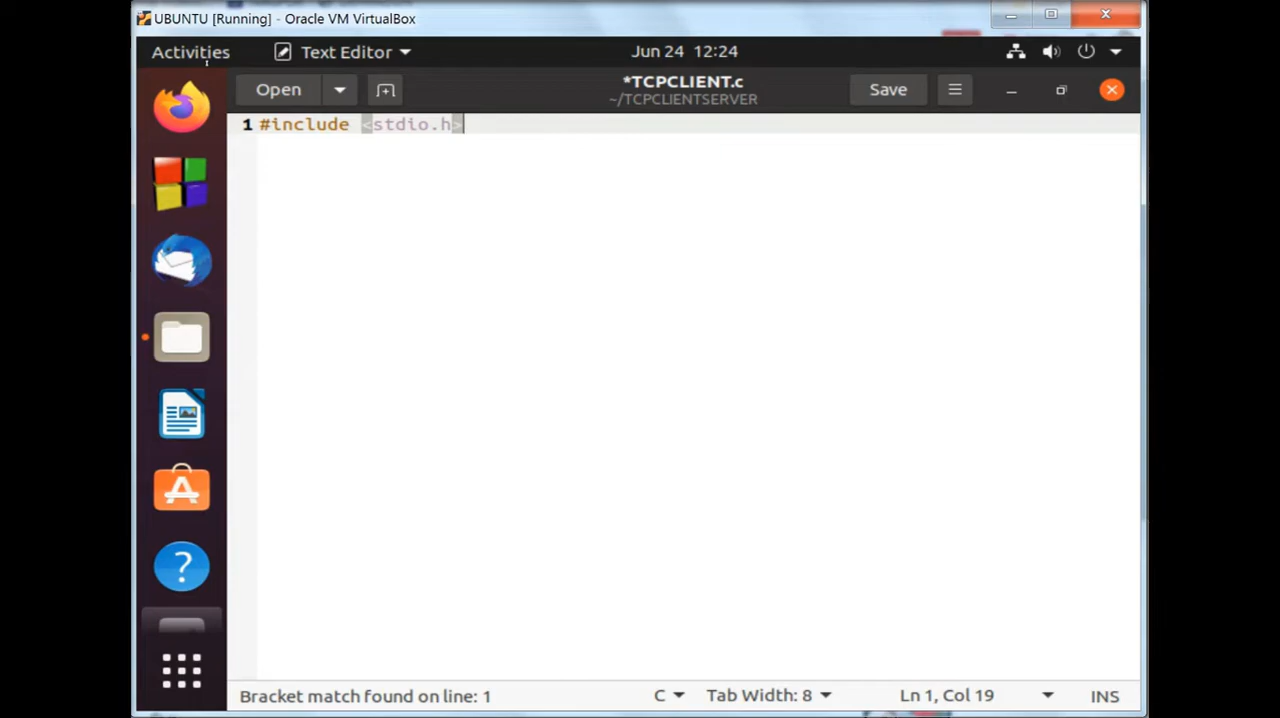 UBUNTU [Running] - Oracle VM VirtualBox
Activities
Text Editor
Jun 24 12:24
Open
*TCPCLIENT.c
~/TCPCLIENTSERVER
Save
1 #include <stdio.h>
Bracket match found on line: 1
C
Tab Width: 8
Ln 1, Col 19
INS